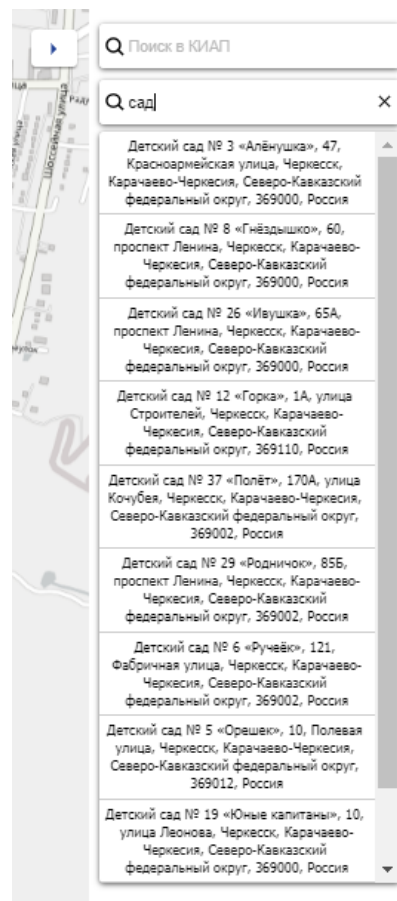 Поиск в КИАП
сад
Детский сад № 3 «Алёнушка», 47,
Красноармейская улица, Черкесск,
Карачаево-Черкесия, Северо-Кавказский
федеральный округ, 369000, Россия
Детский сад № 8 «Гнёздышко», 60,
проспект Ленина, Черкесск, Карачаево-
Черкесия, Северо-Кавказский
федеральный округ, 369000, Россия
Детский сад № 26 «Ивушка», 65А,
проспект Ленина, Черкесск, Карачаево-
Черкесия, Северо-Кавказский
федеральный округ, 369000, Россия
Детский сад № 12 «Горка», 1А, улица
Строителей, Черкесск, Карачаево-
Черкесия, Северо-Кавказский
федеральный округ, 369110, Россия
Детский сад № 37 «Полёт», 170А, улица
Кочубея, Черкесск, Карачаево-Черкесия,
Северо-Кавказский федеральный округ,
369002, Россия
Детский сад № 29 «Родничок», 85Б,
проспект Ленина, Черкесск, Карачаево-
Черкесия, Северо-Кавказский
федеральный округ, 369002, Россия
Детский сад № 6 «Ручеёк», 121,
Фабричная улица, Черкесск, Карачаево-
Черкесия, Северо-Кавказский
федеральный округ, 369002, Россия
Детский сад № 5 «Орешек», 10, Полевая
улица, Черкесск, Карачаево-Черкесия,
Северо-Кавказский федеральный округ,
369012, Россия
Детский сад № 19 «Юные капитаны», 10,
улица Леонова, Черкесск, Карачаево-
Черкесия, Северо-Кавказский
федеральный округ, 369000, Россия
Шоссейная улица